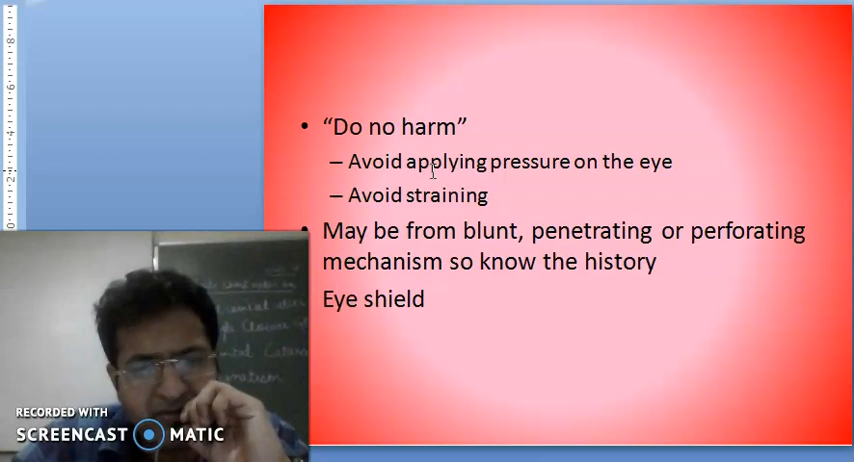 • “Do no harm”
– Avoid applying pressure on the eye
– Avoid straining
• May be from blunt, penetrating or perforating
mechanism so know the history
Eye shield
RECORDED WITH
SCREENCAST MATIC